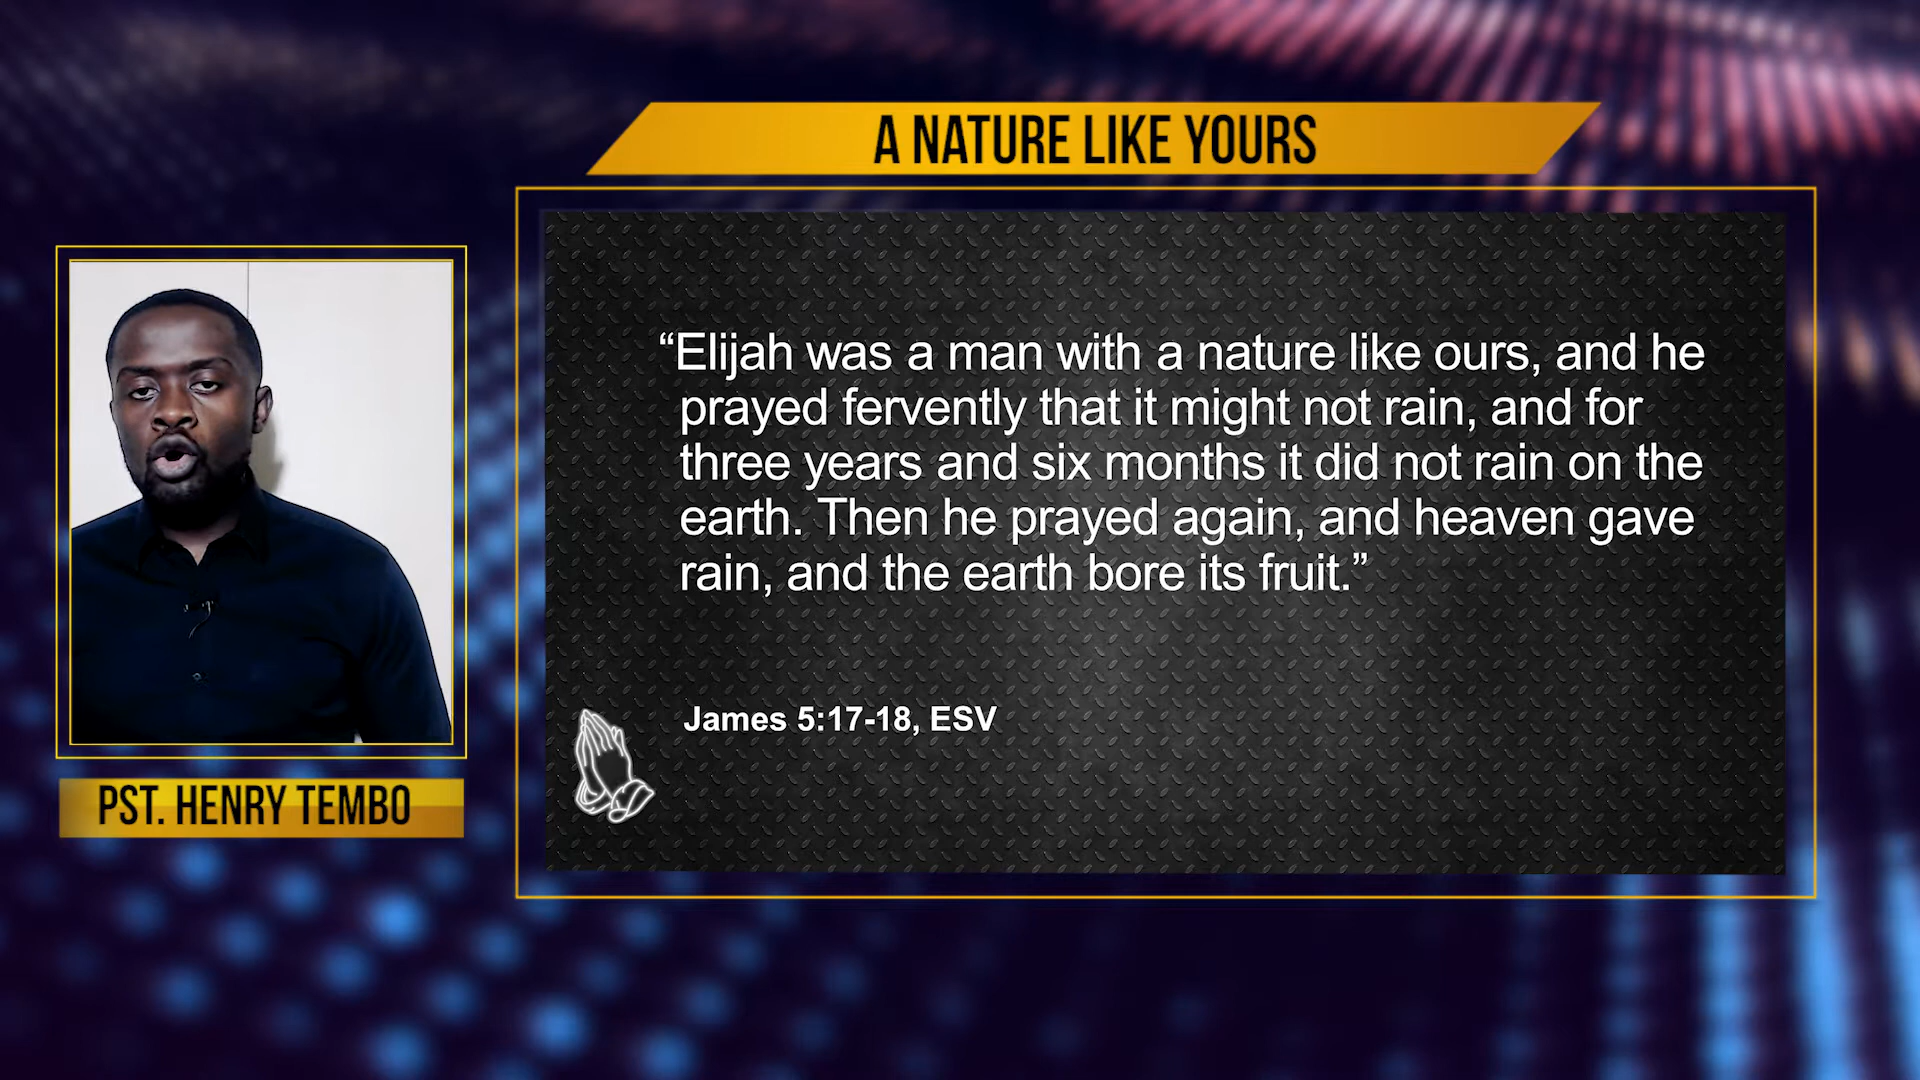 A NATURE LIKE YOURS
“Elijah was a man with a nature like ours, and he
prayed fervently that it might not rain, and for
three years and six months it did not rain on the
earth. Then he prayed again, and heaven gave
rain, and the earth bore its fruit.”
James 5:17-18, ESV
PST. HENRY TEMBO